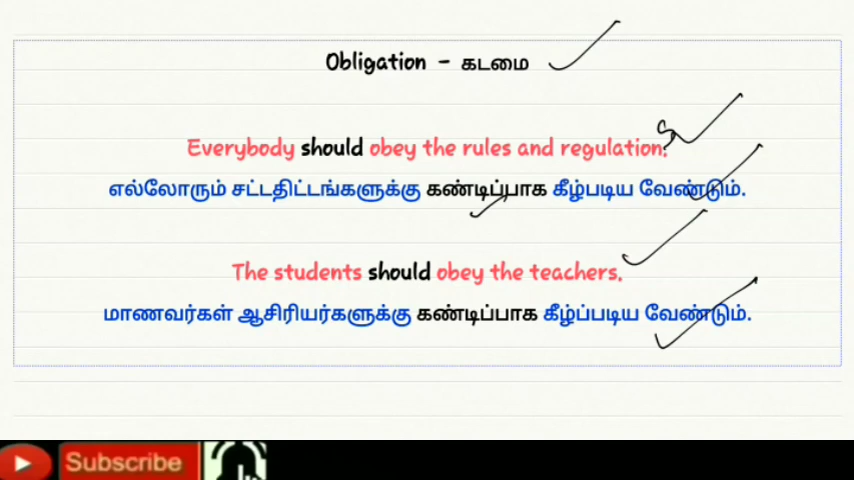 Obligation - கடமை
Everybody should obey the rules and regulations.
எல்லோரும் சட்டதிட்டங்களுக்கு கண்டிப்பாக கீழ்படிய வேண்டும்.
The students should obey the teachers.
மாணவர்கள் ஆசிரியர்களுக்கு கண்டிப்பாக கீழ்ப்படிய வேண்டும்.
Subscribe